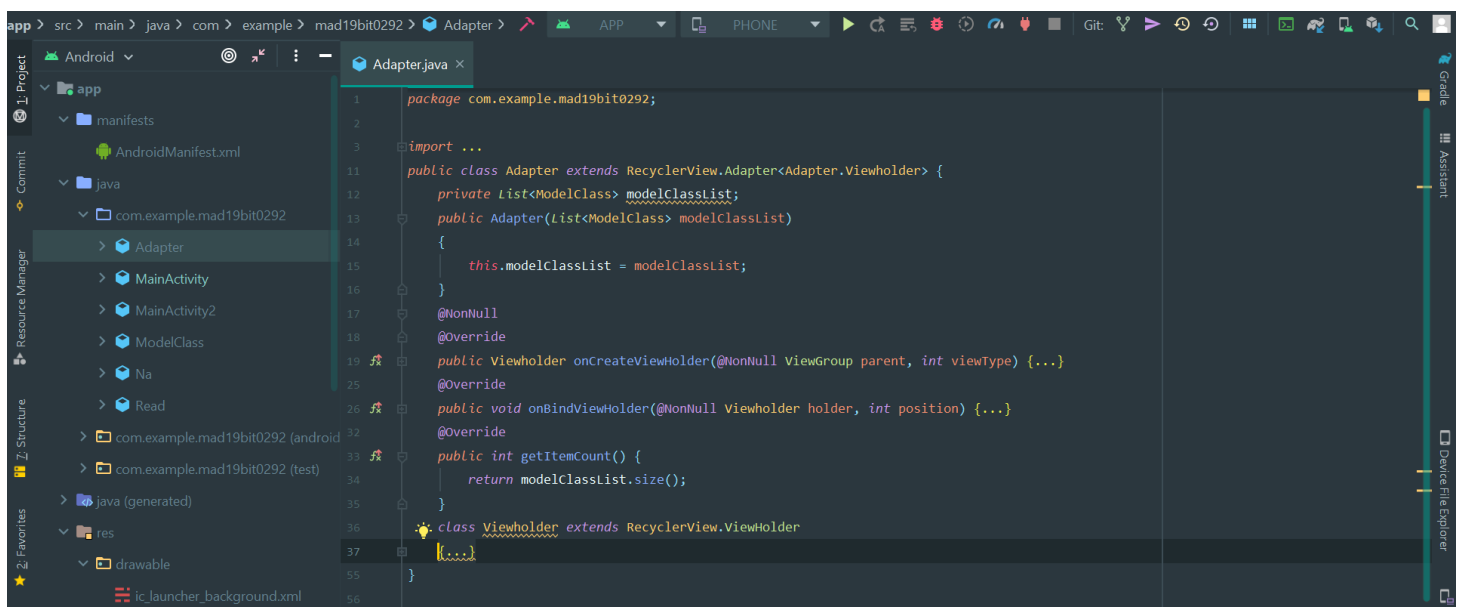 app > src > main > java > com > example > mad19bit0292 > Adapter > APP PHONE Git:
Android
1: Project
Commit
Resource Manager
7: Structure
2: Favorites
app
manifests
AndroidManifest.xml
java
com.example.mad19bit0292
Adapter
MainActivity
MainActivity2
ModelClass
Na
Read
com.example.mad19bit0292 (android
com.example.mad19bit0292 (test)
java (generated)
res
drawable
ic_launcher_background.xml
Adapter.java ×
1 package com.example.mad19bit0292;
2
3 import ...
11 public class Adapter extends RecyclerView.Adapter<Adapter.Viewholder> {
12 private List<ModelClass> modelClassList;
13 public Adapter(List<ModelClass> modelClassList)
14 {
15 this.modelClassList = modelClassList;
16 }
17 @NonNull
18 @Override
19 public Viewholder onCreateViewHolder(@NonNull ViewGroup parent, int viewType) {...}
25 @Override
26 public void onBindViewHolder(@NonNull Viewholder holder, int position) {...}
32 @Override
33 public int getItemCount() {
34 return modelClassList.size();
35 }
36 class Viewholder extends RecyclerView.ViewHolder
37 {...}
55 }
56
Gradle
Assistant
Device File Explorer